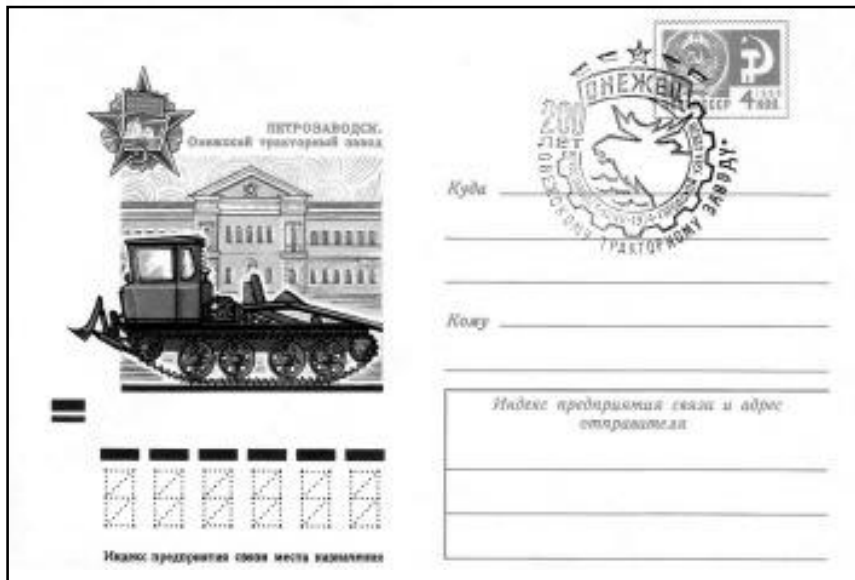 ПЕТРОЗАВОДСК.
Онежский тракторный завод
Индекс предприятия связи места назначения
ОНЕЖЕЦ
200
ЛЕТ
ОНЕЖСКОМУ ТРАКТОРНОМУ ЗАВОДУ
СССР 4 коп.
Куда
Кому
Индекс предприятия связи и адрес
отправителя